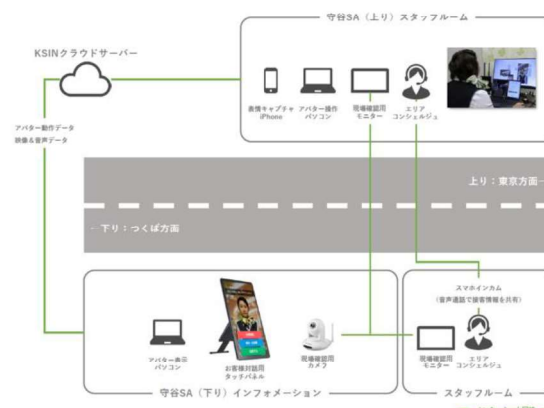 守谷SA（上り）スタッフルーム
KSINクラウドサーバー
表情キャプチャ
iPhone
アバター操作
パソコン
現場確認用
モニター
エリア
コンシェルジュ
アバター動作データ
映像＆音声データ
上り：東京方面
下り：つくば方面
スマホインカム
（音声通話で接客情報を共有）
アバター表示
パソコン
お客様対話用
タッチパネル
現場確認用
カメラ
現場確認用
モニター
エリア
コンシェルジュ
守谷SA（下り）インフォメーション
スタッフルーム